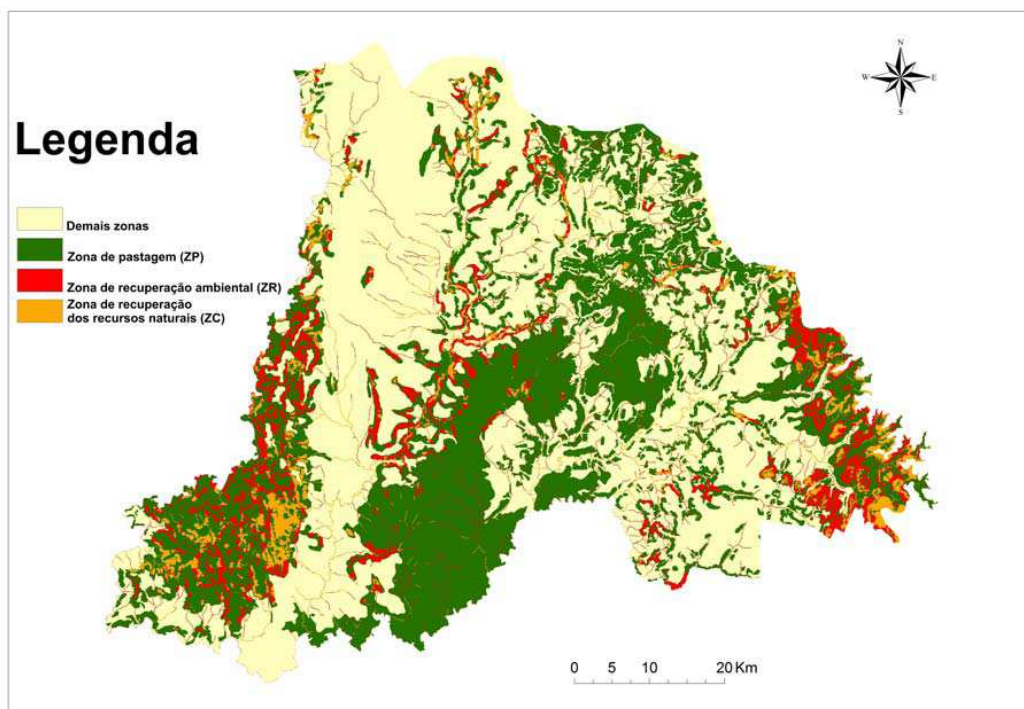 N
W E
S
Legenda
Demais zonas
Zona de pastagem (ZP)
Zona de recuperação ambiental (ZR)
Zona de recuperação
dos recursos naturais (ZC)
0 5 10 20 Km